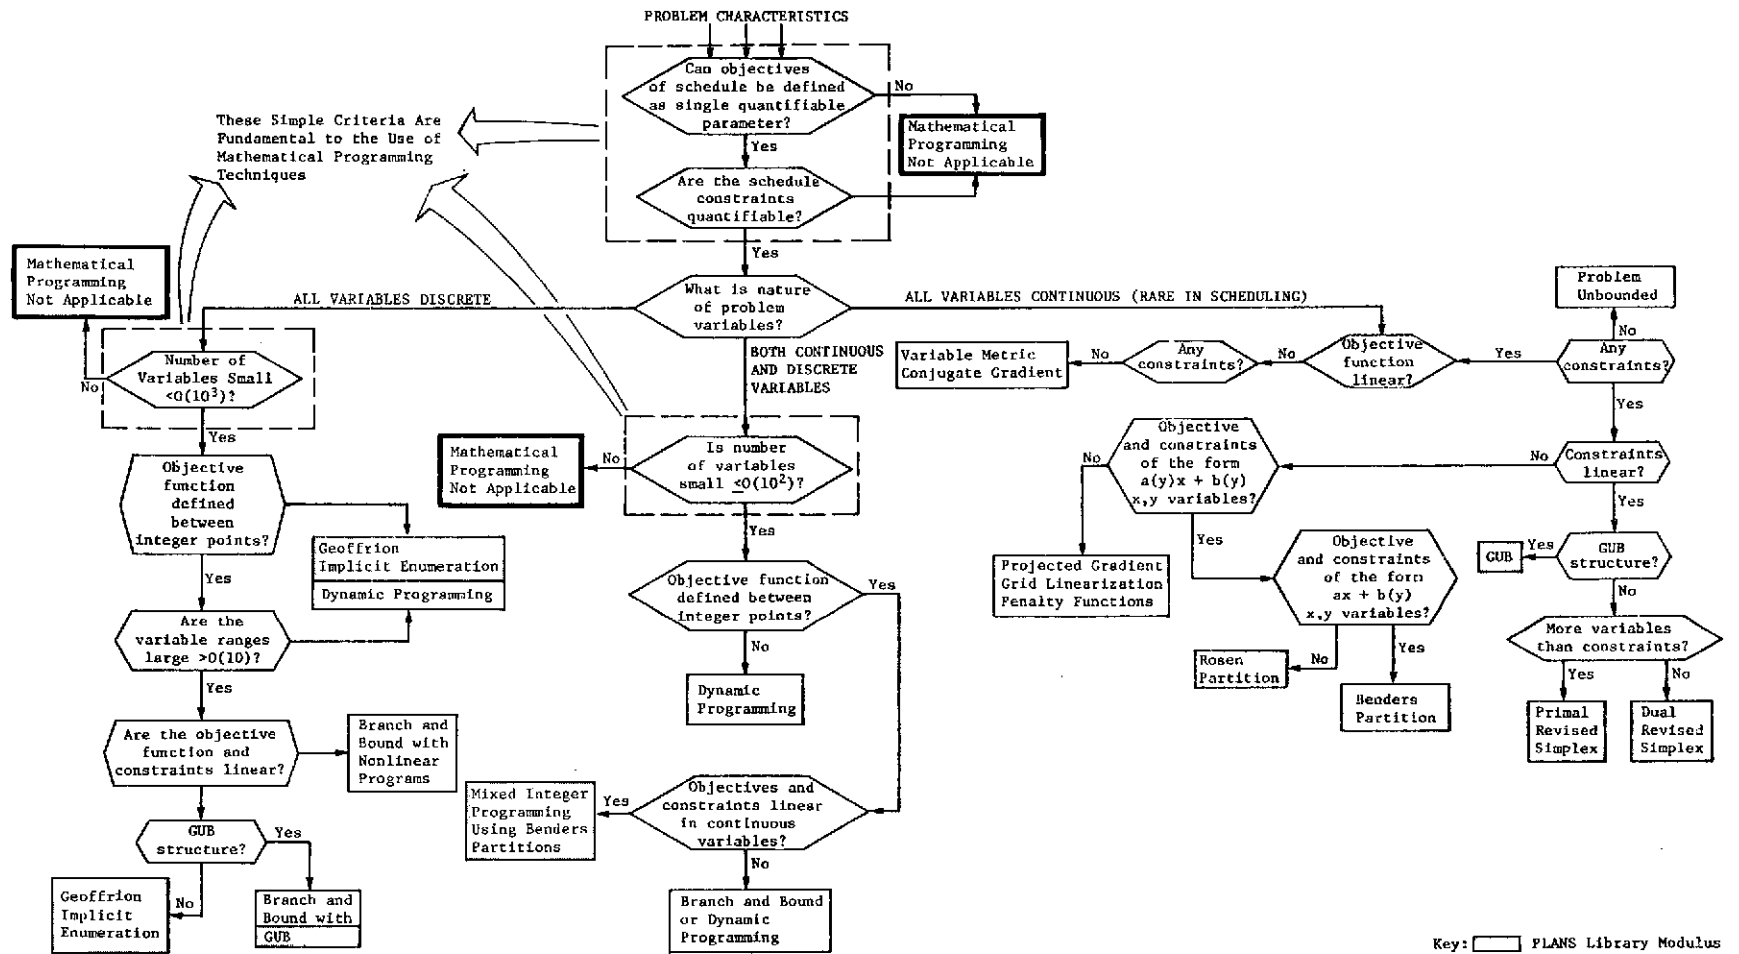 PROBLEM CHARACTERISTICS
Can objectives
of schedule be defined
as single quantifiable
parameter?
No
Mathematical
Programming
Not Applicable
Yes
Are the schedule
constraints
quantifiable?
Yes
These Simple Criteria Are
Fundamental to the Use of
Mathematical Programming
Techniques
What is nature
of problem
variables?
ALL VARIABLES DISCRETE
ALL VARIABLES CONTINUOUS (RARE IN SCHEDULING)
BOTH CONTINUOUS
AND DISCRETE
VARIABLES
Mathematical
Programming
Not Applicable
No
Number of
Variables Small
<O(10³)?
Yes
Objective
function
defined
between
integer points?
Geoffrion
Implicit Enumeration
Dynamic Programming
Yes
Are the
variable ranges
large >O(10)?
Yes
Are the objective
function and
constraints linear?
Branch and
Bound with
Nonlinear
Programs
GUB
structure?
Yes
No
Geoffrion
Implicit
Enumeration
Branch and
Bound with
GUB
Is number
of variables
small ≤O(10²)?
No
Mathematical
Programming
Not Applicable
Yes
Objective function
defined between
integer points?
Yes
No
Dynamic
Programming
Objectives and
constraints linear
in continuous
variables?
Yes
Mixed Integer
Programming
Using Benders
Partitions
No
Branch and Bound
or Dynamic
Programming
Objective
function
linear?
No
Any
constraints?
No
Variable Metric
Conjugate Gradient
Yes
Any
constraints?
No
Problem
Unbounded
Yes
Constraints
linear?
No
Objective
and constraints
of the form
a(y)x + b(y)
x,y variables?
No
Projected Gradient
Grid Linearization
Penalty Functions
Yes
Objective
and constraints
of the form
ax + b(y)
x,y variables?
No
Rosen
Partition
Yes
Benders
Partition
Yes
GUB
structure?
Yes
GUB
No
More variables
than constraints?
Yes
No
Primal
Revised
Simplex
Dual
Revised
Simplex
Key: PLANS Library Modulus